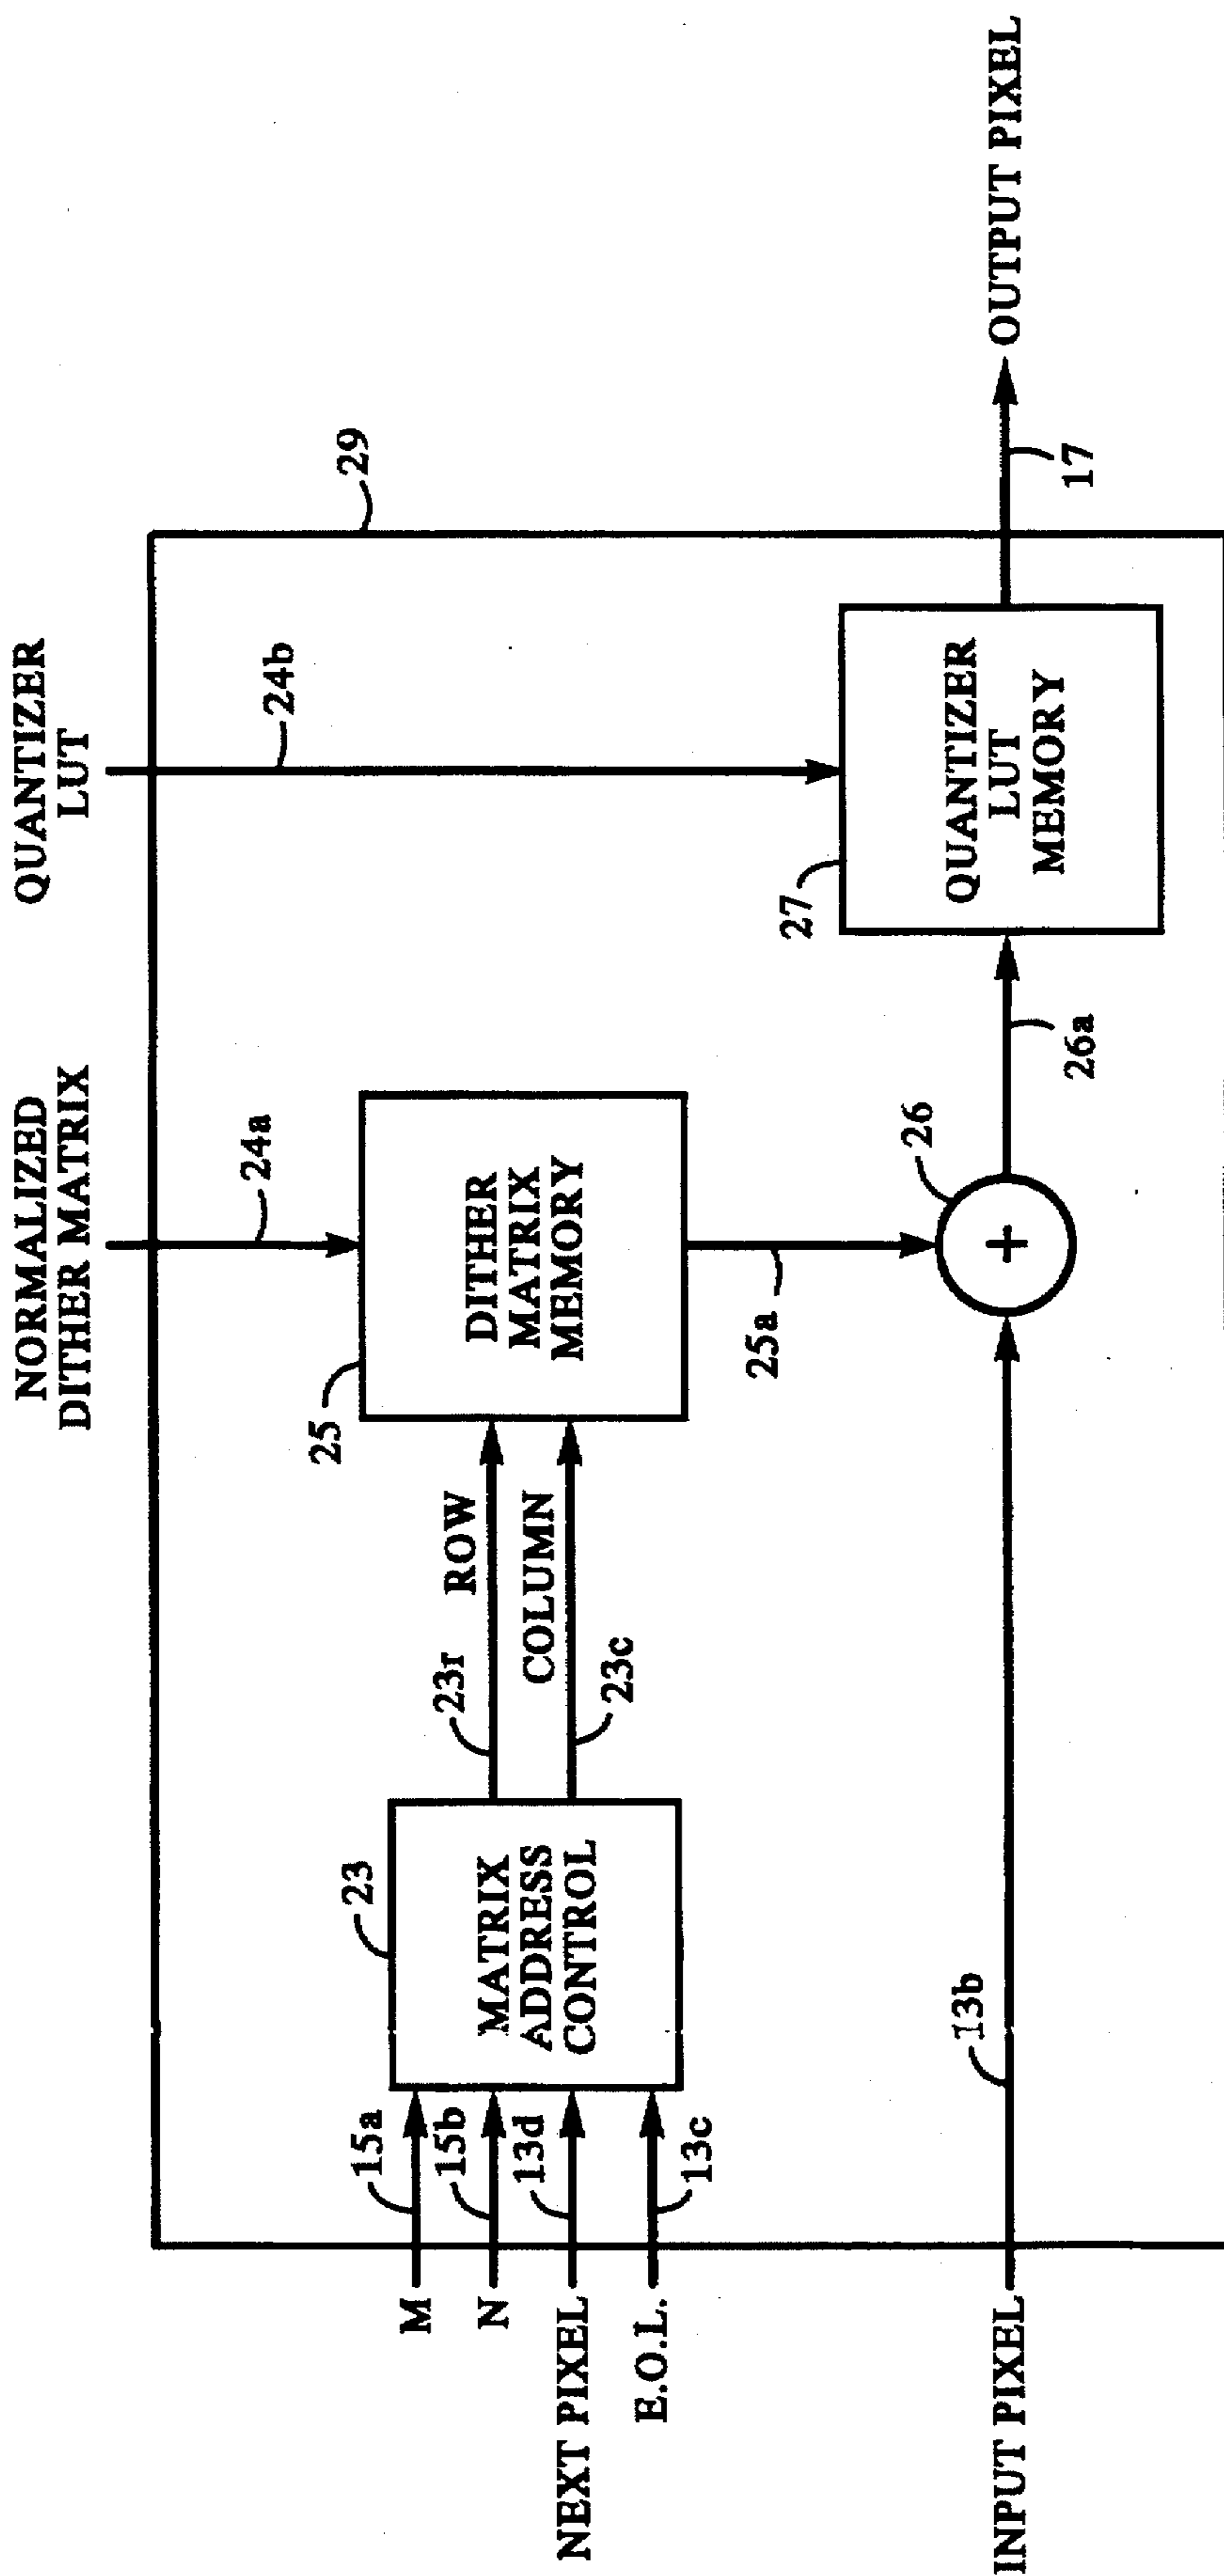 NORMALIZED
DITHER MATRIX
QUANTIZER
LUT
24a
24b
29
M
N
NEXT PIXEL
E.O.L.
15a
15b
13d
13c
23
MATRIX
ADDRESS
CONTROL
23r
ROW
COLUMN
23c
25
DITHER
MATRIX
MEMORY
25a
INPUT PIXEL
13b
26
+
26a
27
QUANTIZER
LUT
MEMORY
17
OUTPUT PIXEL